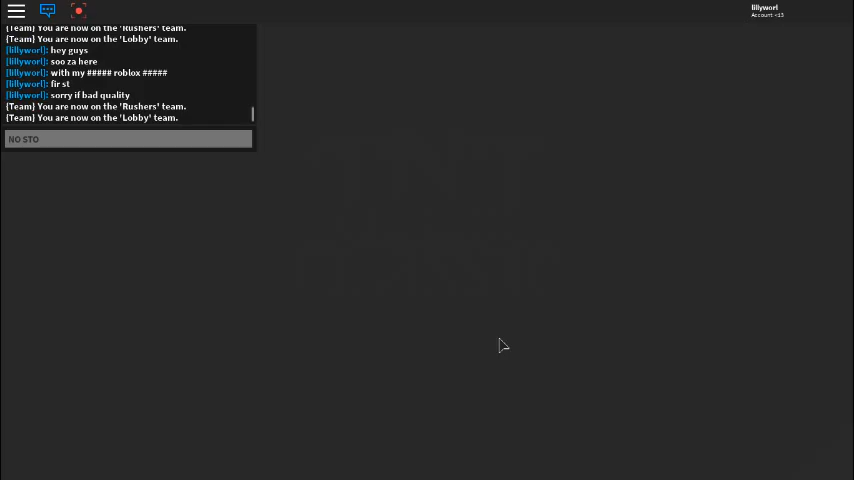 lillyworl
Account <13
{Team} You are now on the 'Rushers' team.
{Team} You are now on the 'Lobby' team.
[lillyworl]: hey guys
[lillyworl]: soo za here
[lillyworl]: with my ##### roblox #####
[lillyworl]: fir st
[lillyworl]: sorry if bad quality
{Team} You are now on the 'Rushers' team.
{Team} You are now on the 'Lobby' team.
NO STO